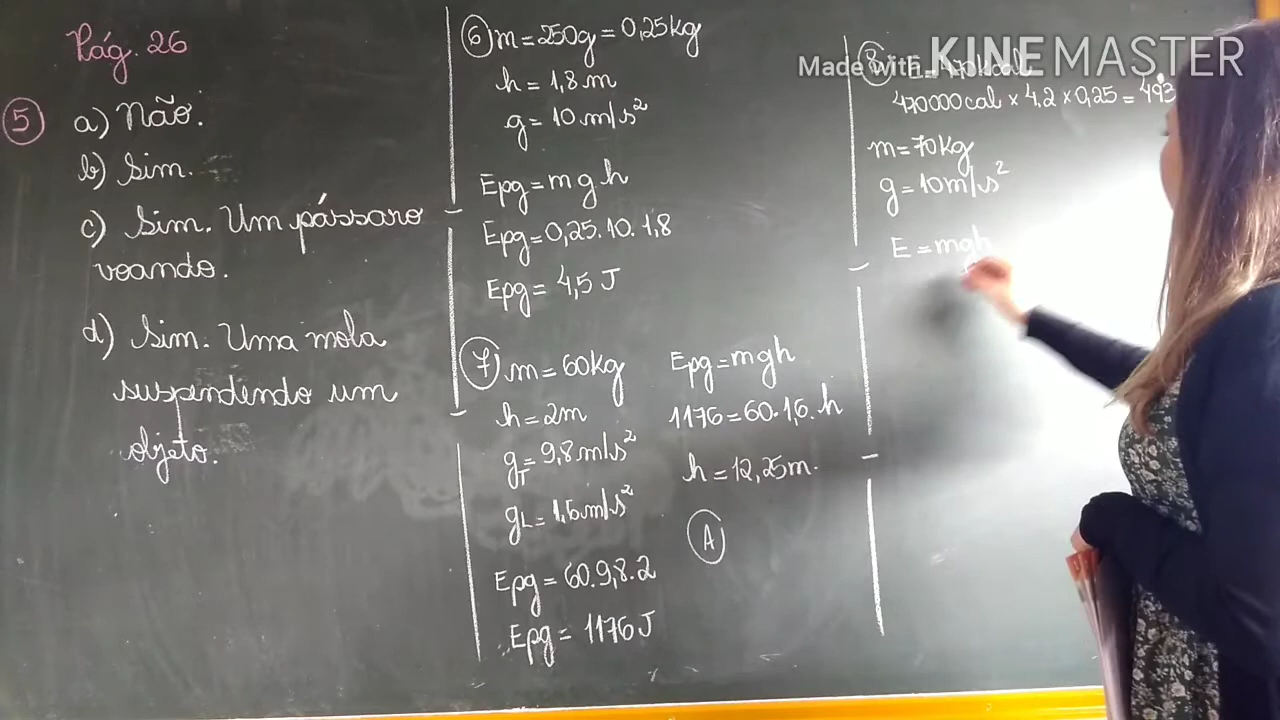 Pág. 26
5
a) Não.
b) Sim.
c) Sim. Um pássaro
voando.
d) Sim. Uma mola
suspendendo um
objeto.
6 m = 250g = 0,25kg
h = 1,8 m
g = 10 m/s²
Epg = m g h
Epg = 0,25.10.1,8
Epg = 4,5 J
7 m = 60kg
h = 2m
gT = 9,8 m/s²
gL = 1,6 m/s²
Epg = 60.9,8.2
Epg = 1176 J
Epg = mgh
1176 = 60.1,6.h
h = 12,25m.
A
Made with KINEMASTER
8 E = 470kcal
470000cal x 4,2 x 0,25 = 493
m = 70kg
g = 10m/s²
E = mgh